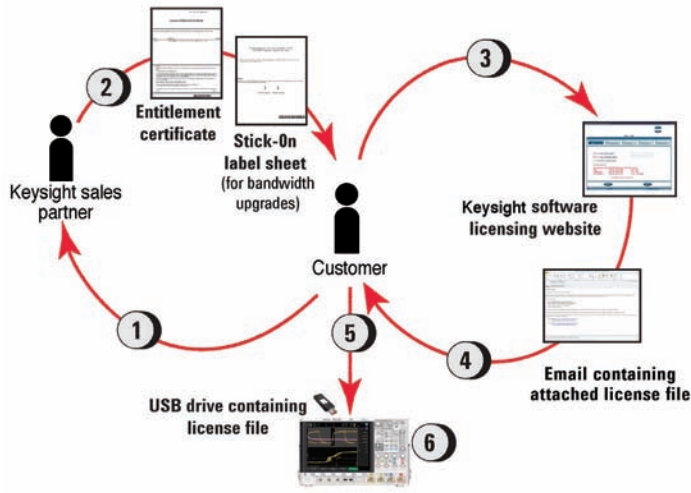 2
3
Entitlement
certificate
Stick-On
label sheet
(for bandwidth
upgrades)
Keysight sales
partner
Keysight software
licensing website
Customer
1
5
4
Email containing
attached license file
USB drive containing
license file
6